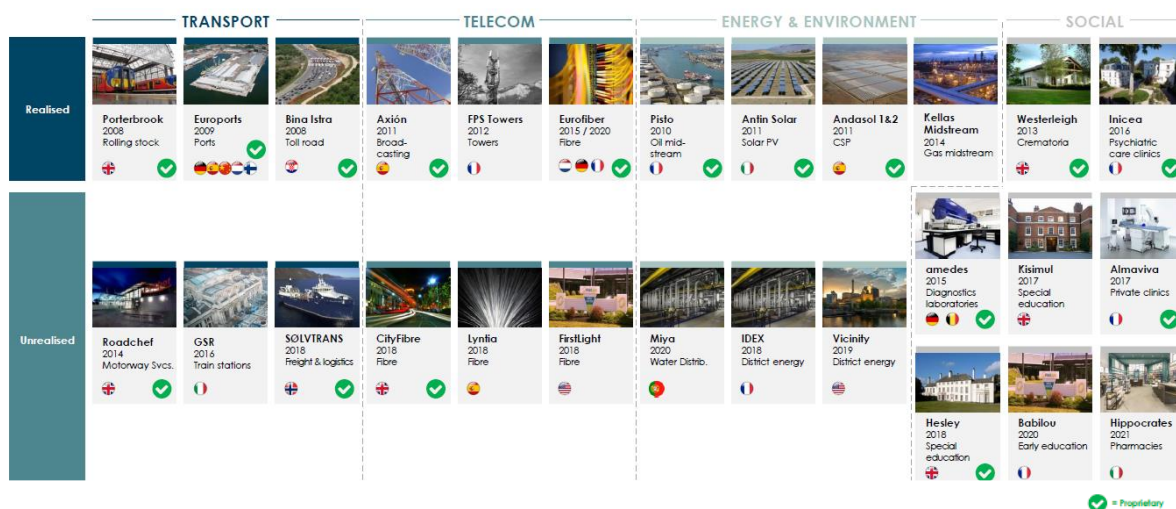 TRANSPORT
TELECOM
ENERGY & ENVIRONMENT
SOCIAL
Realised
Porterbrook
2008
Rolling stock
Euroports
2009
Ports
Bina Istra
2008
Toll road
Axión
2011
Broad-
casting
FPS Towers
2012
Towers
Eurofiber
2015 / 2020
Fibre
Pisto
2010
Oil mid-
stream
Antin Solar
2011
Solar PV
Andasol 1&2
2011
CSP
Kellas
Midstream
2014
Gas midstream
Westerleigh
2013
Crematoria
Inicea
2016
Psychiatric
care clinics
Unrealised
Roadchef
2014
Motorway Svcs.
GSR
2016
Train stations
SØLVTRANS
2018
Freight & logistics
CityFibre
2018
Fibre
Lyntia
2018
Fibre
FirstLight
2018
Fibre
Miya
2020
Water Distrib.
IDEX
2018
District energy
Vicinity
2019
District energy
amedes
2015
Diagnostics
laboratories
Kisimul
2017
Special
education
Almaviva
2017
Private clinics
Hesley
2018
Special
education
Babilou
2020
Early education
Hippocrates
2021
Pharmacies
= Proprietary